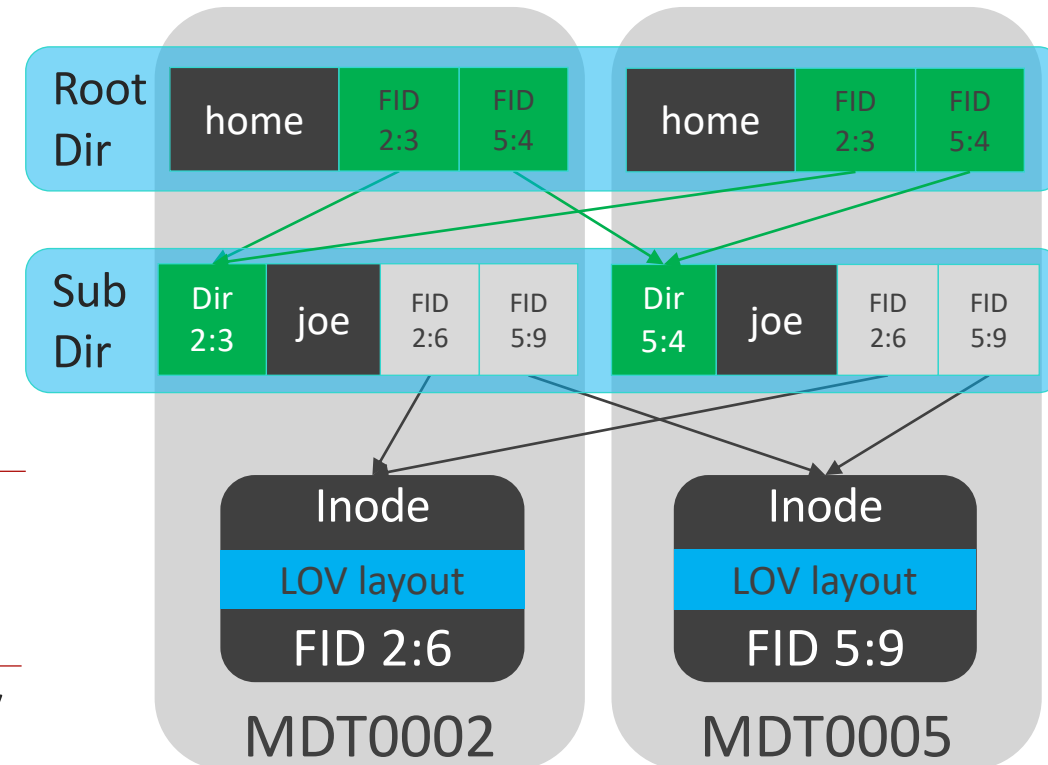 Root
Dir
home
FID
2:3
FID
5:4
home
FID
2:3
FID
5:4
Sub
Dir
Dir
2:3
joe
FID
2:6
FID
5:9
Dir
5:4
joe
FID
2:6
FID
5:9
Inode
LOV layout
FID 2:6
Inode
LOV layout
FID 5:9
MDT0002
MDT0005